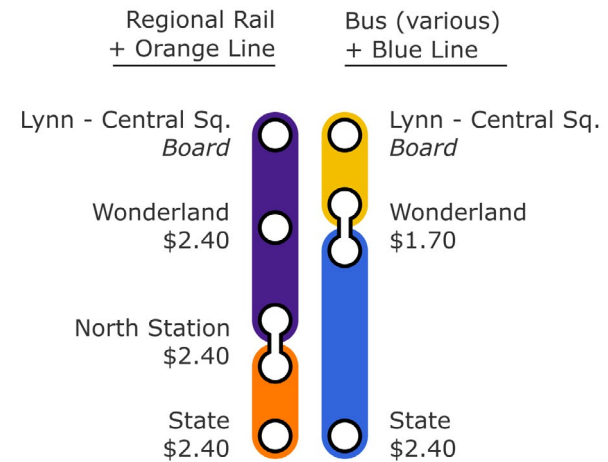 Regional Rail
+ Orange Line
Bus (various)
+ Blue Line
Lynn - Central Sq.
Board
Wonderland
$2.40
North Station
$2.40
State
$2.40
Lynn - Central Sq.
Board
Wonderland
$1.70
State
$2.40